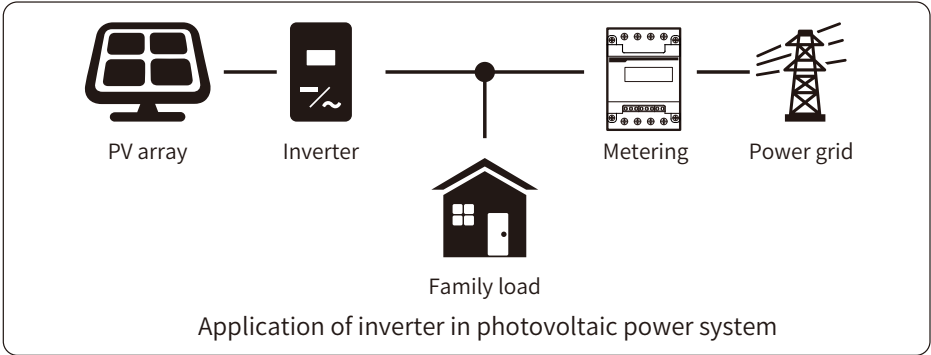 PV array
Inverter
Metering
Power grid
Family load
Application of inverter in photovoltaic power system